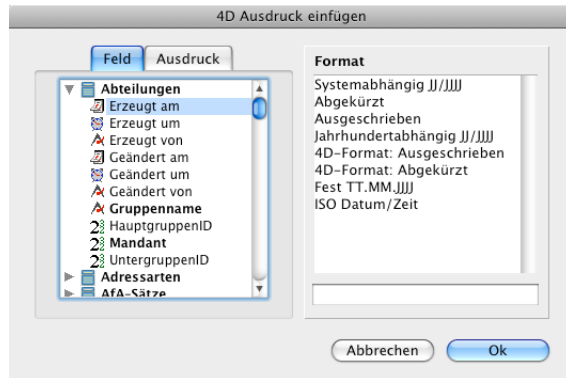 4D Ausdruck einfügen
Feld
Ausdruck
Abteilungen
Erzeugt am
Erzeugt um
Erzeugt von
Geändert am
Geändert um
Geändert von
Gruppenname
HauptgruppenID
Mandant
UntergruppenID
Adressarten
AfA-Sätze
Format
Systemabhängig JJ/JJJJ
Abgekürzt
Ausgeschrieben
Jahrhundertabhängig JJ/JJJJ
4D-Format: Ausgeschrieben
4D-Format: Abgekürzt
Fest TT.MM.JJJJ
ISO Datum/Zeit
Abbrechen
Ok